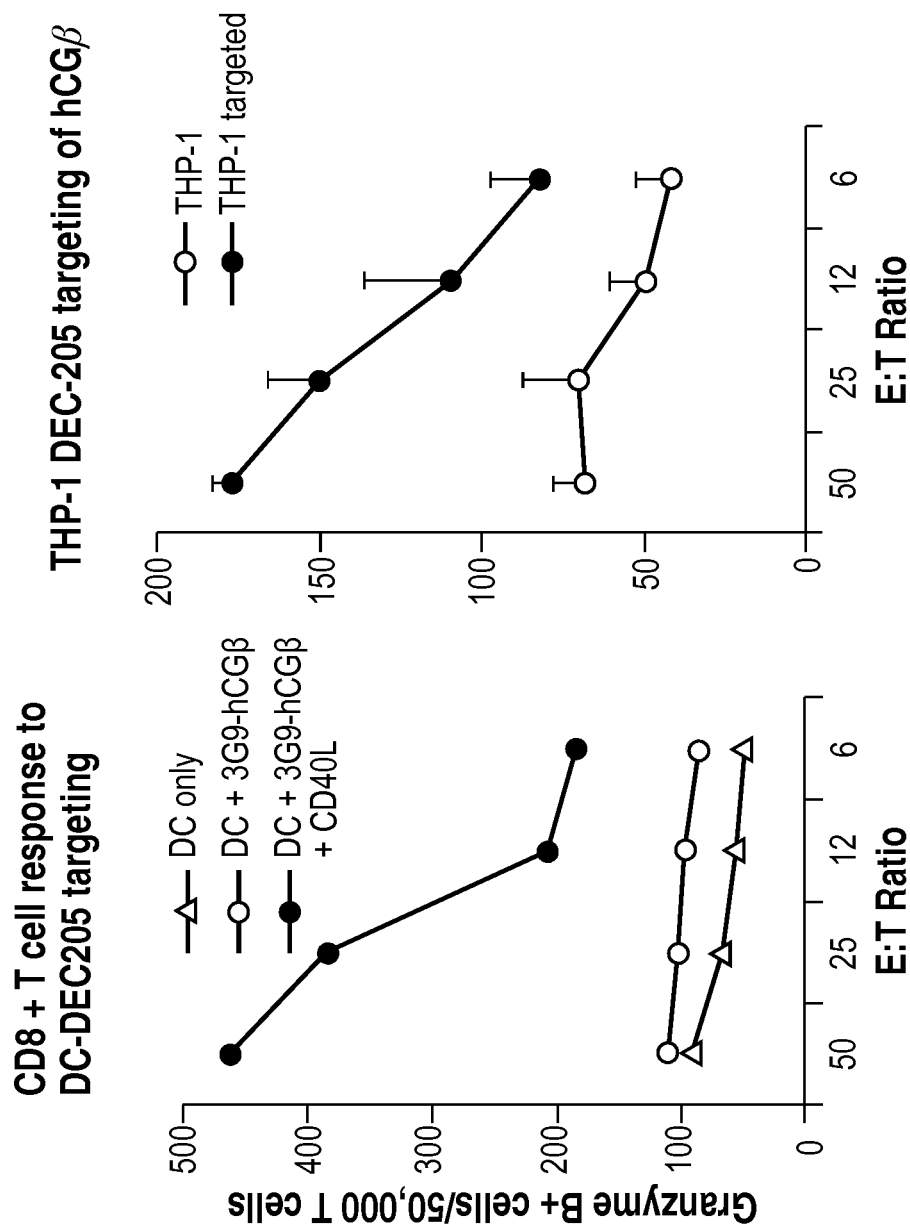 CD8 + T cell response to
DC-DEC205 targeting
DC only
DC + 3G9-hCGβ
DC + 3G9-hCGβ
+ CD40L
Granzyme B+ cells/50,000 T cells
500
400
300
200
100
0
50
25
12
6
E:T Ratio
THP-1 DEC-205 targeting of hCGβ
THP-1
THP-1 targeted
200
150
100
50
0
50
25
12
6
E:T Ratio